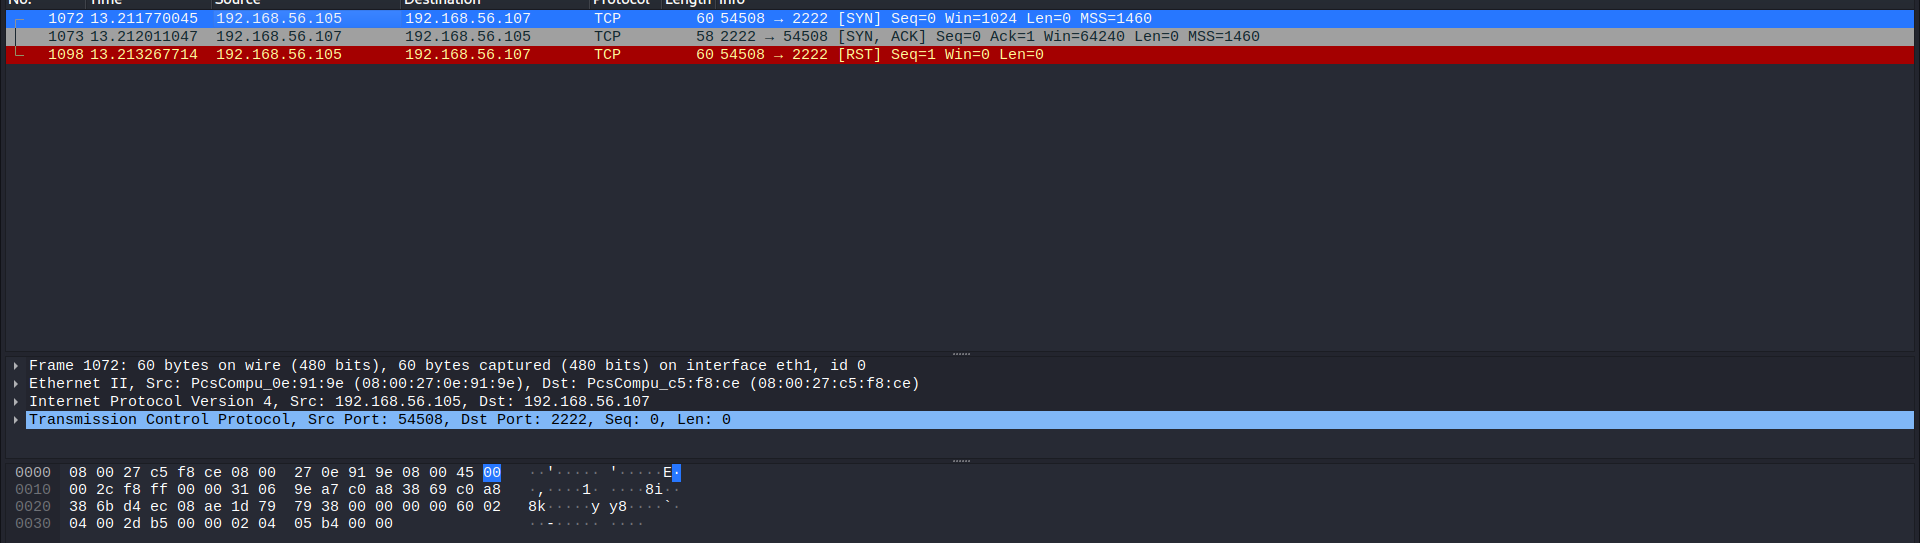 No. Time Source Destination Protocol Length Info
1072 13.211770045 192.168.56.105 192.168.56.107 TCP 60 54508 → 2222 [SYN] Seq=0 Win=1024 Len=0 MSS=1460
1073 13.212011047 192.168.56.107 192.168.56.105 TCP 58 2222 → 54508 [SYN, ACK] Seq=0 Ack=1 Win=64240 Len=0 MSS=1460
1098 13.213267714 192.168.56.105 192.168.56.107 TCP 60 54508 → 2222 [RST] Seq=1 Win=0 Len=0
Frame 1072: 60 bytes on wire (480 bits), 60 bytes captured (480 bits) on interface eth1, id 0
Ethernet II, Src: PcsCompu_0e:91:9e (08:00:27:0e:91:9e), Dst: PcsCompu_c5:f8:ce (08:00:27:c5:f8:ce)
Internet Protocol Version 4, Src: 192.168.56.105, Dst: 192.168.56.107
Transmission Control Protocol, Src Port: 54508, Dst Port: 2222, Seq: 0, Len: 0
0000 08 00 27 c5 f8 ce 08 00 27 0e 91 9e 08 00 45 00 ··'····· '·····E·
0010 00 2c f8 ff 00 00 31 06 9e a7 c0 a8 38 69 c0 a8 ·,····1· ····8i··
0020 38 6b d4 ec 08 ae 1d 79 79 38 00 00 00 00 60 02 8k·····y y8····`·
0030 04 00 2d b5 00 00 02 04 05 b4 00 00 ··-····· ····